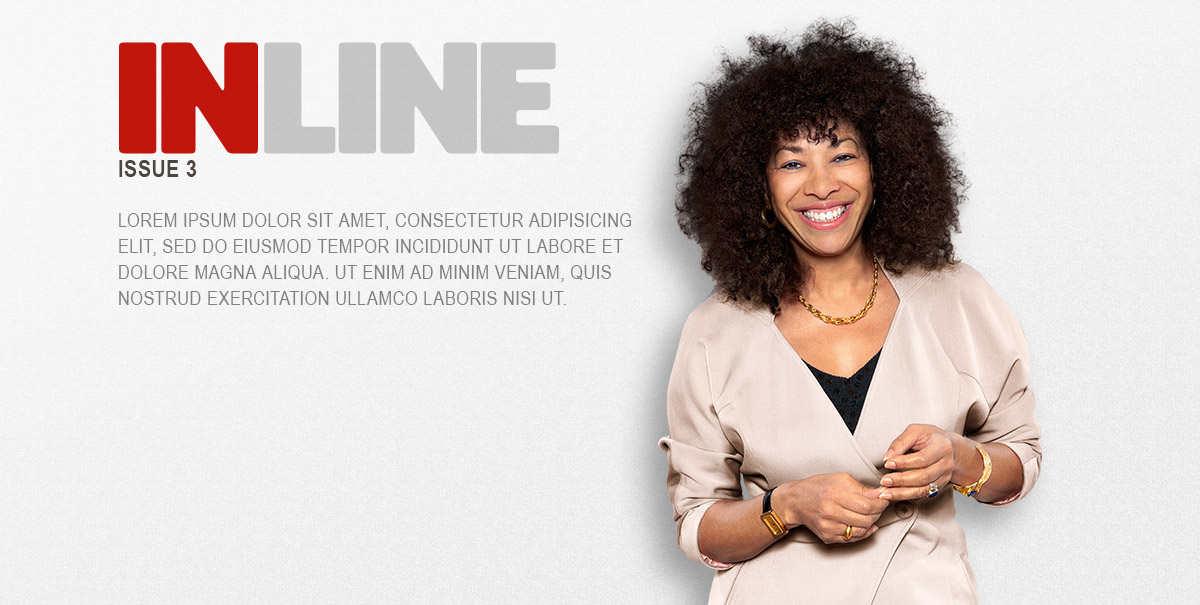 INLINE
ISSUE 3
LOREM IPSUM DOLOR SIT AMET, CONSECTETUR ADIPISICING
ELIT, SED DO EIUSMOD TEMPOR INCIDIDUNT UT LABORE ET
DOLORE MAGNA ALIQUA. UT ENIM AD MINIM VENIAM, QUIS
NOSTRUD EXERCITATION ULLAMCO LABORIS NISI UT.